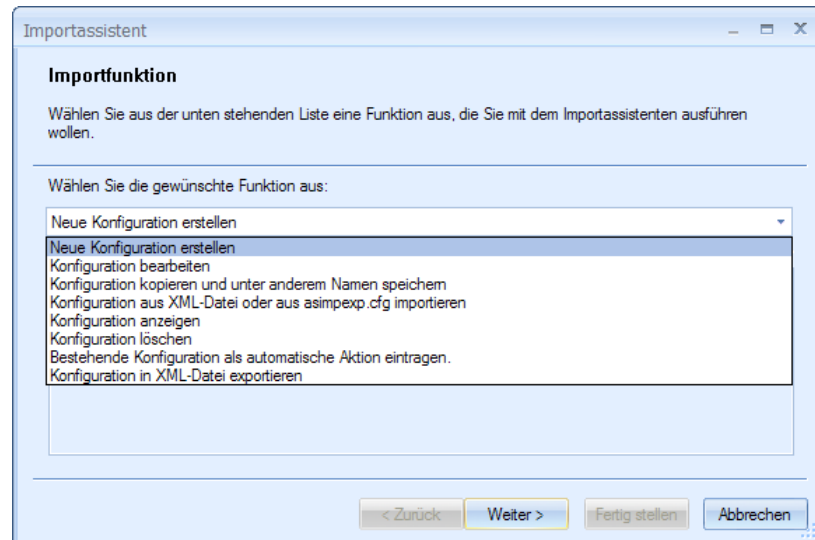 Importassistent
Importfunktion
Wählen Sie aus der unten stehenden Liste eine Funktion aus, die Sie mit dem Importassistenten ausführen
wollen.
Wählen Sie die gewünschte Funktion aus:
Neue Konfiguration erstellen
Neue Konfiguration erstellen
Konfiguration bearbeiten
Konfiguration kopieren und unter anderem Namen speichern
Konfiguration aus XML-Datei oder aus asimpexp.cfg importieren
Konfiguration anzeigen
Konfiguration löschen
Bestehende Konfiguration als automatische Aktion eintragen.
Konfiguration in XML-Datei exportieren
< Zurück Weiter > Fertig stellen Abbrechen